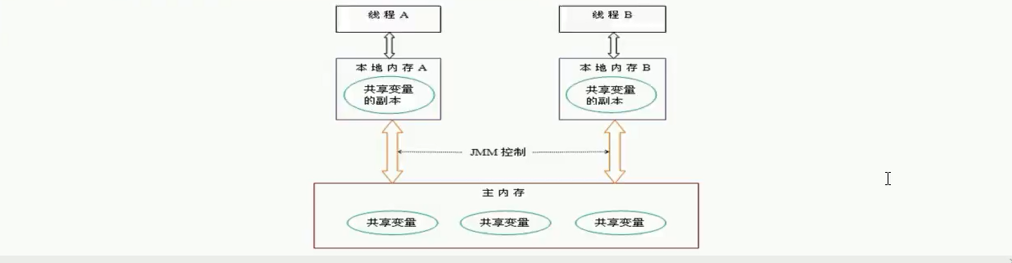 线程 A
线程 B
本地内存 A
本地内存 B
共享变量
的副本
共享变量
的副本
JMM 控制
主内存
共享变量
共享变量
共享变量